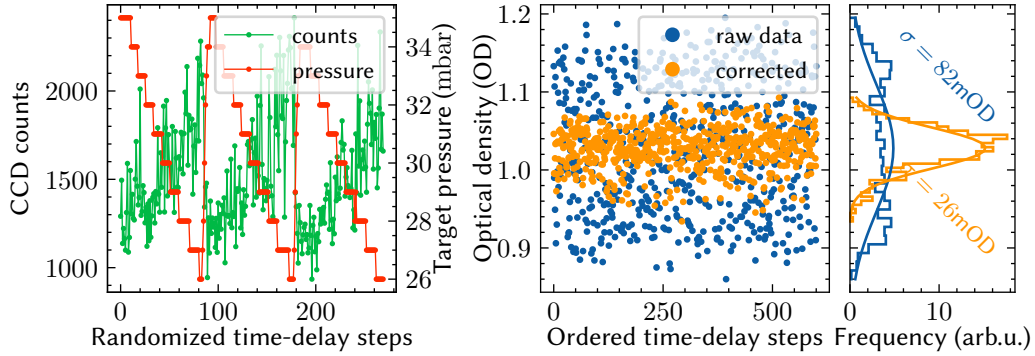 CCD counts
2000
1500
1000
counts
pressure
34
32
30
28
26
Target pressure (mbar)
0
100
200
Randomized time-delay steps
Optical density (OD)
1.2
1.1
1.0
0.9
raw data
corrected
0
250
500
Ordered time-delay steps
σ = 82mOD
= 26mOD
0
10
Frequency (arb.u.)